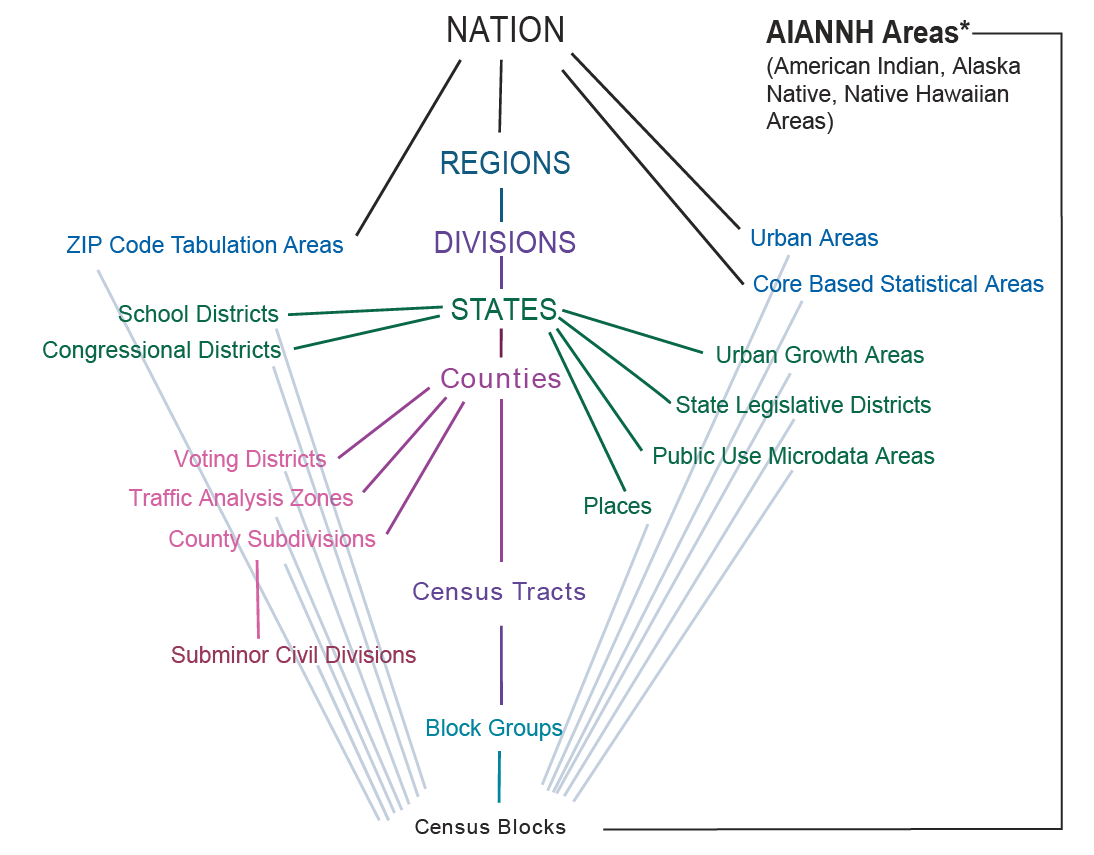 NATION
AIANNH Areas*
(American Indian, Alaska
Native, Native Hawaiian
Areas)
REGIONS
ZIP Code Tabulation Areas
DIVISIONS
Urban Areas
Core Based Statistical Areas
School Districts
STATES
Congressional Districts
Urban Growth Areas
Counties
State Legislative Districts
Voting Districts
Public Use Microdata Areas
Traffic Analysis Zones
Places
County Subdivisions
Census Tracts
Subminor Civil Divisions
Block Groups
Census Blocks